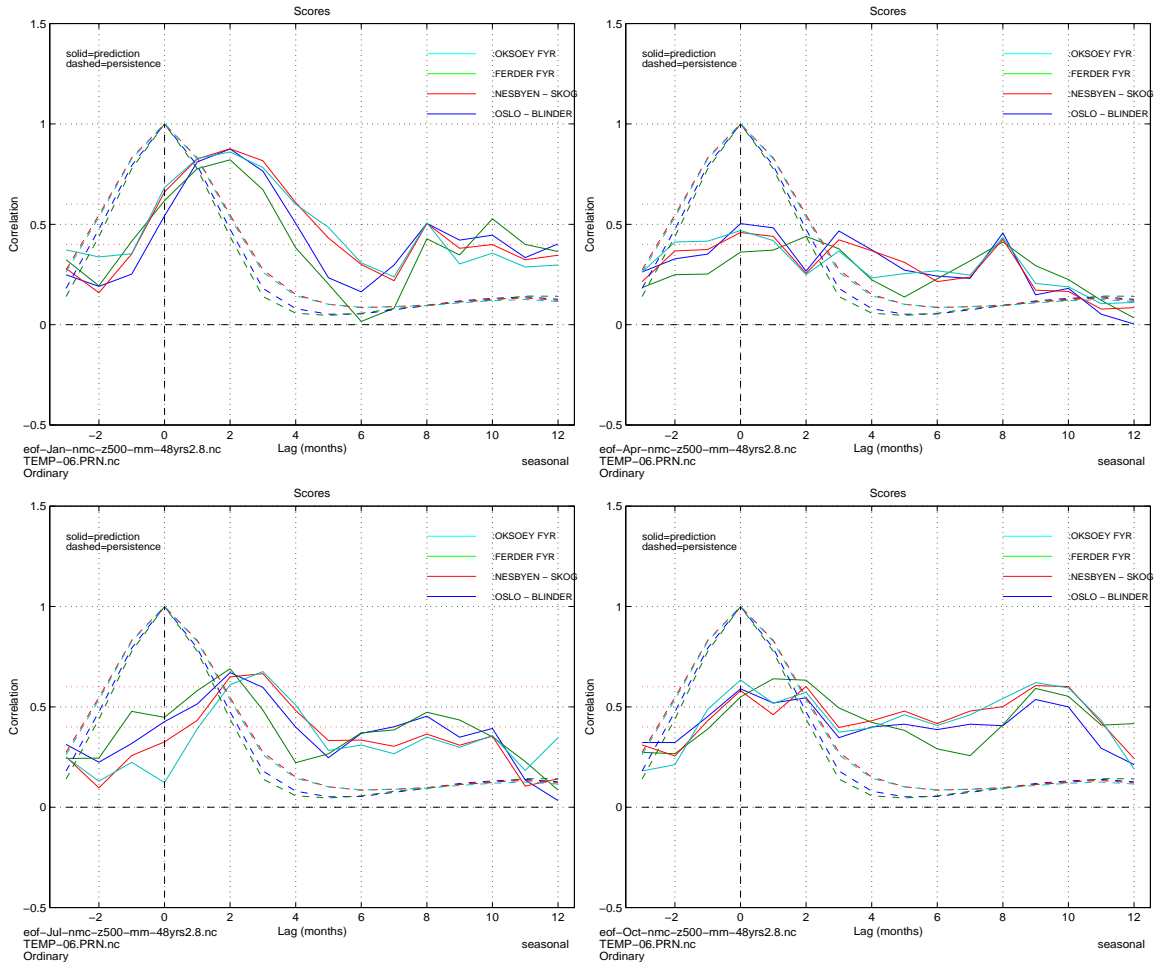 Scores
1.5
1
0.5
0
−0.5
Correlation
solid=prediction
dashed=persistence
OKSOEY FYR
FERDER FYR
NESBYEN − SKOG
OSLO − BLINDER
−2 0 2 4 6 8 10 12
Lag (months)
eof−Jan−nmc−z500−mm−48yrs2.8.nc
TEMP−06.PRN.nc
Ordinary
seasonal
Scores
1.5
1
0.5
0
−0.5
Correlation
solid=prediction
dashed=persistence
OKSOEY FYR
FERDER FYR
NESBYEN − SKOG
OSLO − BLINDER
−2 0 2 4 6 8 10 12
Lag (months)
eof−Apr−nmc−z500−mm−48yrs2.8.nc
TEMP−06.PRN.nc
Ordinary
seasonal
Scores
1.5
1
0.5
0
−0.5
Correlation
solid=prediction
dashed=persistence
OKSOEY FYR
FERDER FYR
NESBYEN − SKOG
OSLO − BLINDER
−2 0 2 4 6 8 10 12
Lag (months)
eof−Jul−nmc−z500−mm−48yrs2.8.nc
TEMP−06.PRN.nc
Ordinary
seasonal
Scores
1.5
1
0.5
0
−0.5
Correlation
solid=prediction
dashed=persistence
OKSOEY FYR
FERDER FYR
NESBYEN − SKOG
OSLO − BLINDER
−2 0 2 4 6 8 10 12
Lag (months)
eof−Oct−nmc−z500−mm−48yrs2.8.nc
TEMP−06.PRN.nc
Ordinary
seasonal